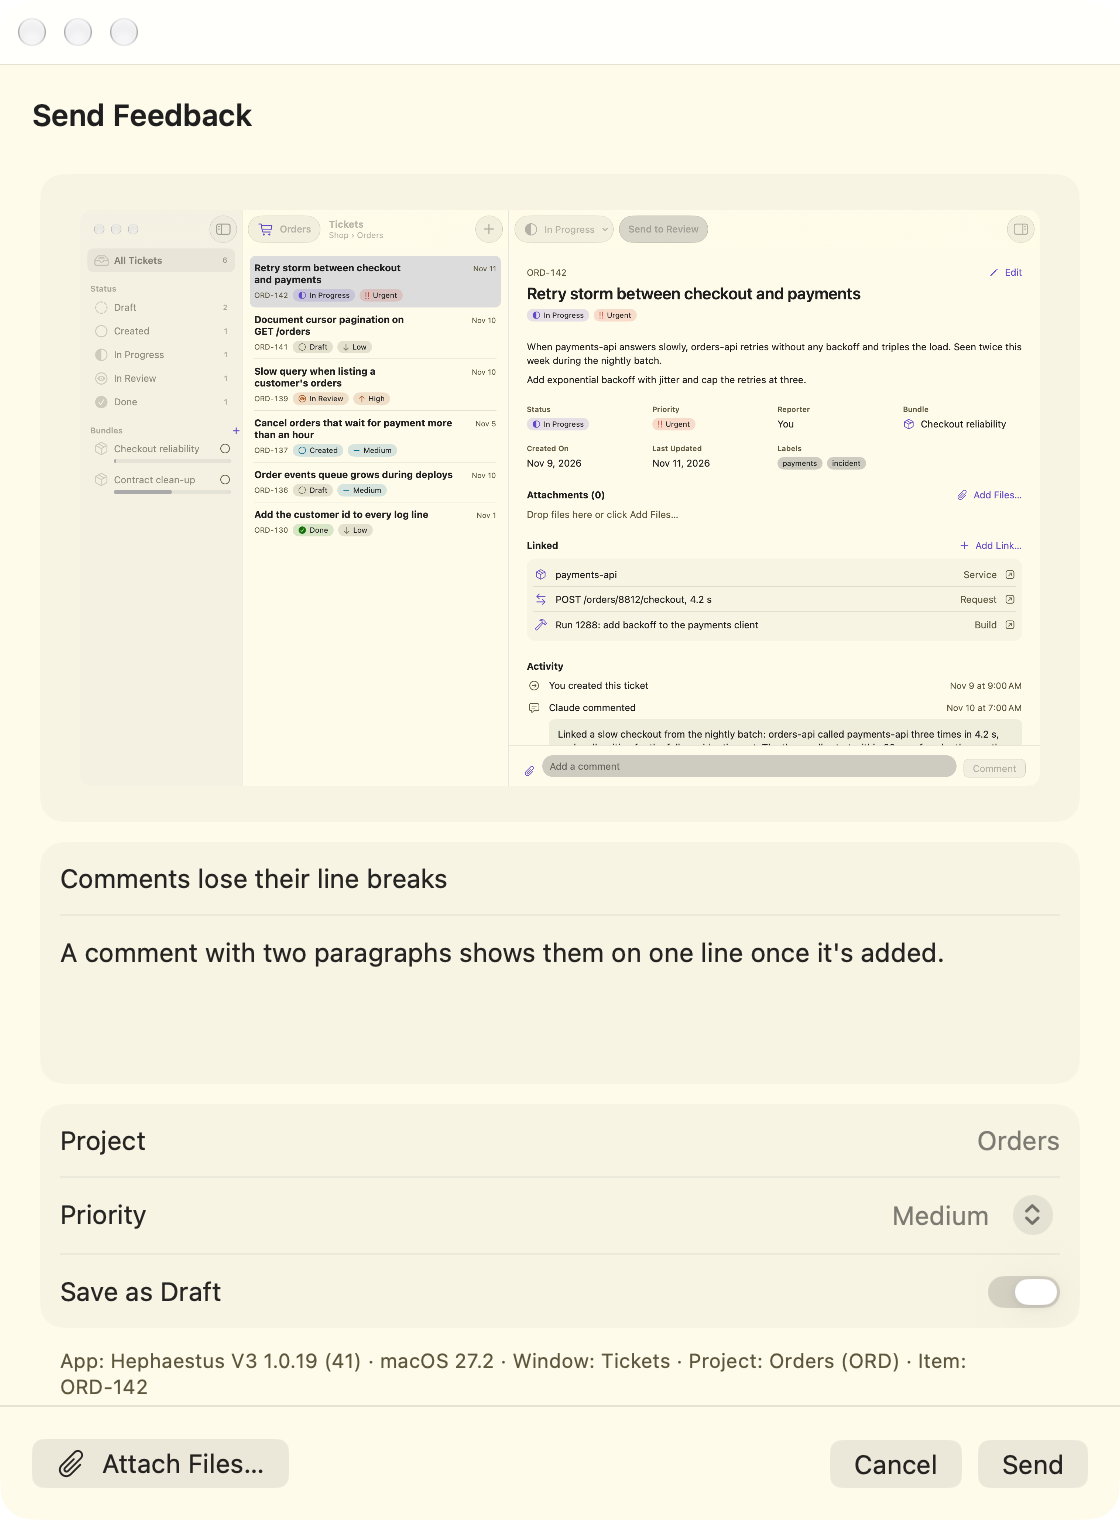 Send Feedback
Orders
Tickets
Shop › Orders
In Progress
Send to Review
All Tickets 6
Status
Draft 2
Created 1
In Progress 1
In Review 1
Done 1
Bundles
Checkout reliability
Contract clean-up
Retry storm between checkout Nov 11
and payments
ORD-142 In Progress !! Urgent
Document cursor pagination on Nov 10
GET /orders
ORD-141 Draft Low
Slow query when listing a Nov 10
customer's orders
ORD-139 In Review High
Cancel orders that wait for payment more Nov 5
than an hour
ORD-137 Created Medium
Order events queue grows during deploys Nov 10
ORD-136 Draft Medium
Add the customer id to every log line Nov 1
ORD-130 Done Low
ORD-142 Edit
Retry storm between checkout and payments
In Progress !! Urgent
When payments-api answers slowly, orders-api retries without any backoff and triples the load. Seen twice this
week during the nightly batch.
Add exponential backoff with jitter and cap the retries at three.
Status Priority Reporter Bundle
In Progress !! Urgent You Checkout reliability
Created On Last Updated Labels
Nov 9, 2026 Nov 11, 2026 payments incident
Attachments (0) Add Files...
Drop files here or click Add Files...
Linked Add Link...
payments-api Service
POST /orders/8812/checkout, 4.2 s Request
Run 1288: add backoff to the payments client Build
Activity
You created this ticket Nov 9 at 9:00 AM
Claude commented Nov 10 at 7:00 AM
Linked a slow checkout from the nightly batch: orders-api called payments-api three times in 4.2 s,
Add a comment Comment
Comments lose their line breaks
A comment with two paragraphs shows them on one line once it's added.
Project Orders
Priority Medium
Save as Draft
App: Hephaestus V3 1.0.19 (41) · macOS 27.2 · Window: Tickets · Project: Orders (ORD) · Item:
ORD-142
Attach Files... Cancel Send